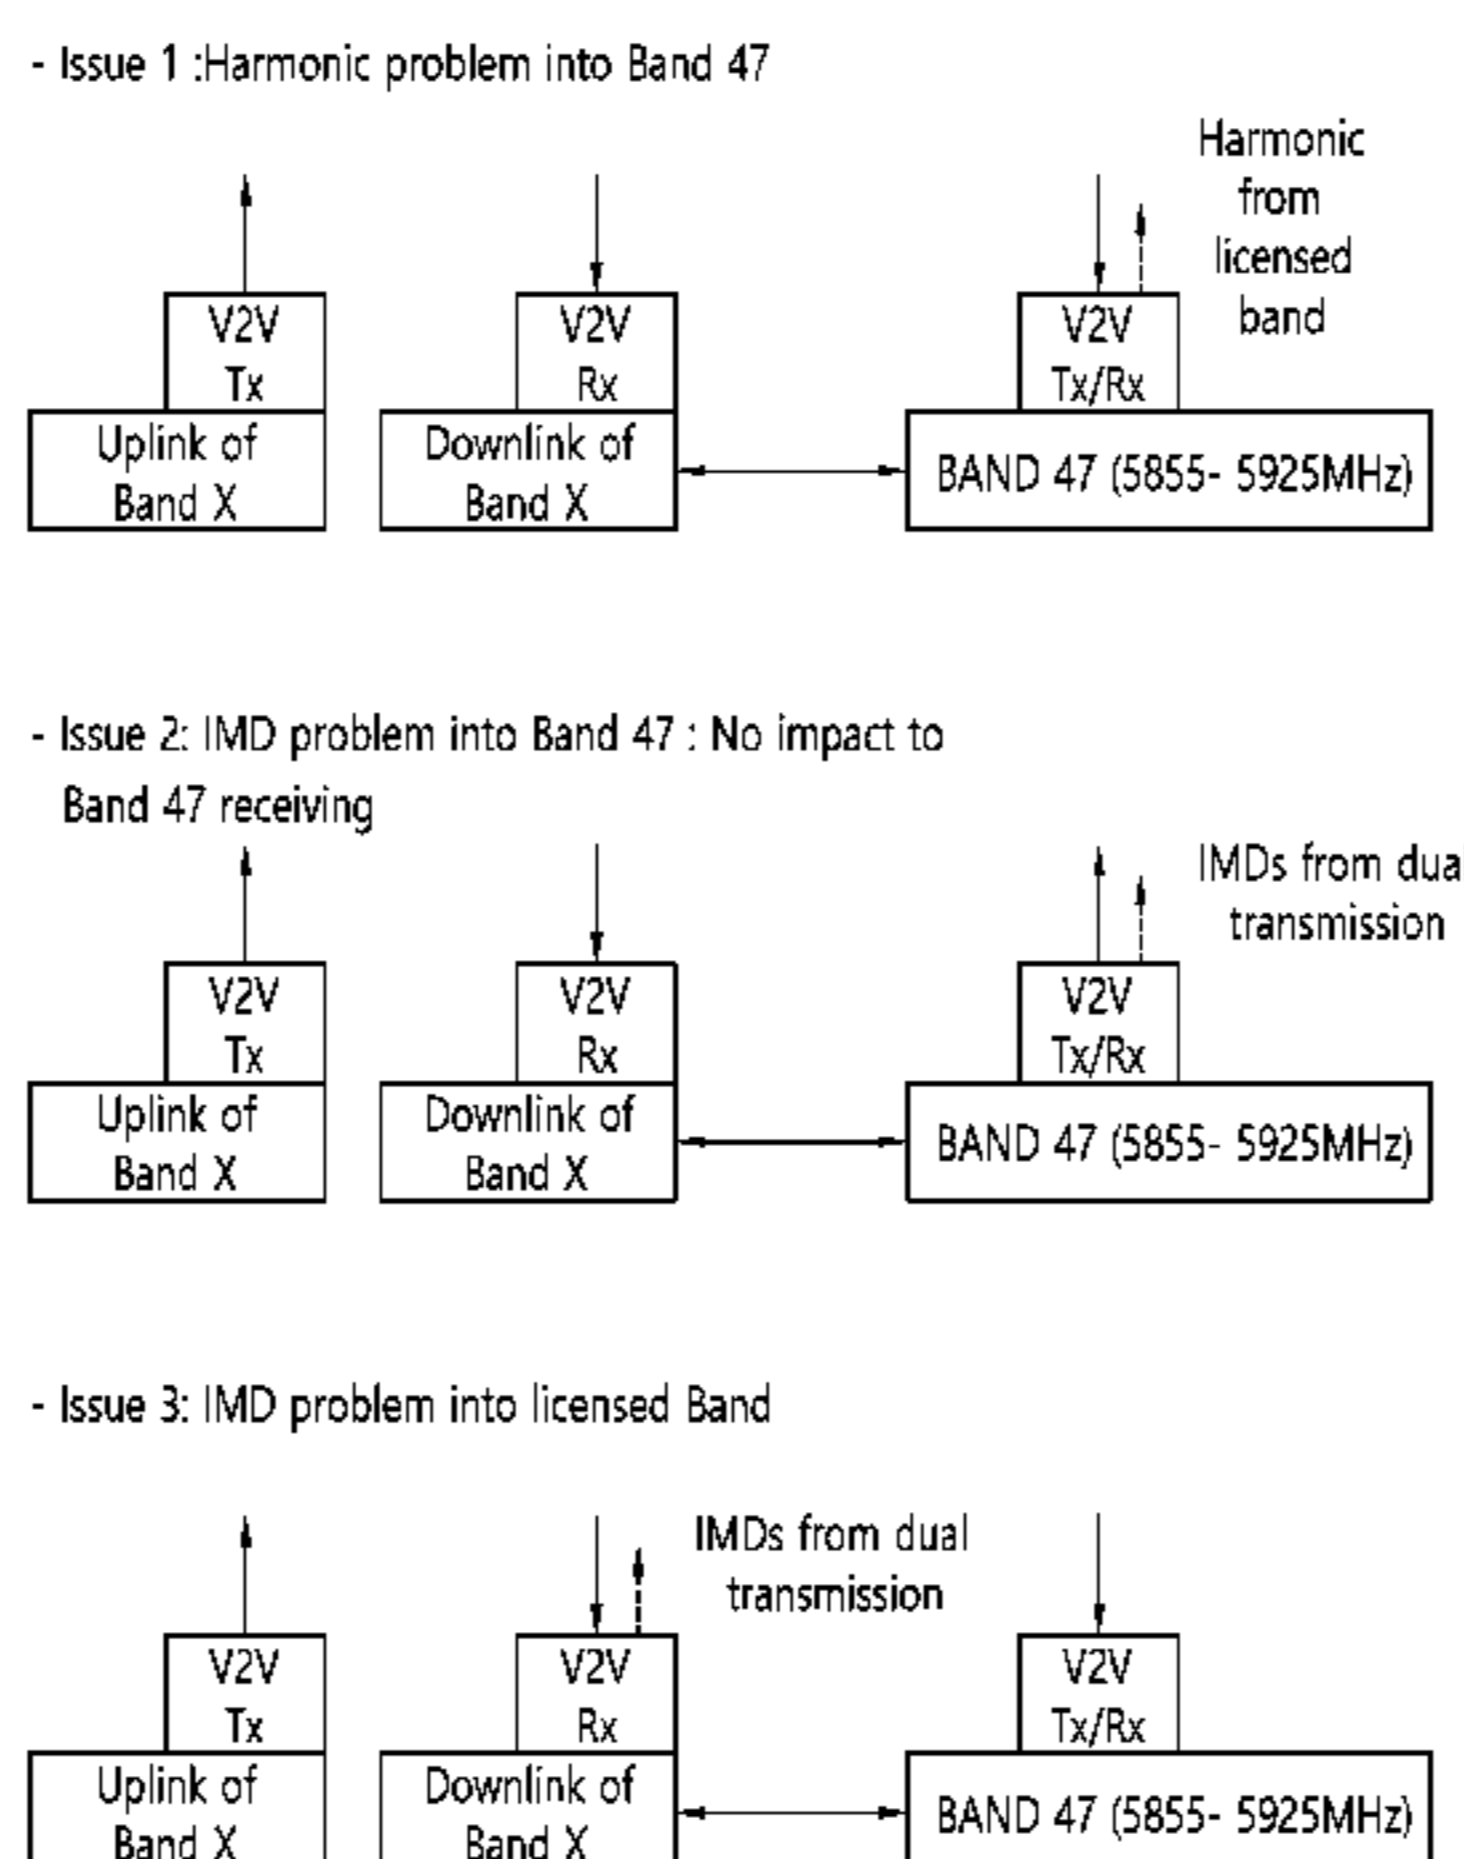 - Issue 1 :Harmonic problem into Band 47
Harmonic
from
licensed
band
V2V
Tx
V2V
Rx
V2V
Tx/Rx
Uplink of
Band X
Downlink of
Band X
BAND 47 (5855- 5925MHz)
- Issue 2: IMD problem into Band 47 : No impact to
Band 47 receiving
IMDs from dual
transmission
V2V
Tx
V2V
Rx
V2V
Tx/Rx
Uplink of
Band X
Downlink of
Band X
BAND 47 (5855- 5925MHz)
- Issue 3: IMD problem into licensed Band
IMDs from dual
transmission
V2V
Tx
V2V
Rx
V2V
Tx/Rx
Uplink of
Band X
Downlink of
Band X
BAND 47 (5855- 5925MHz)